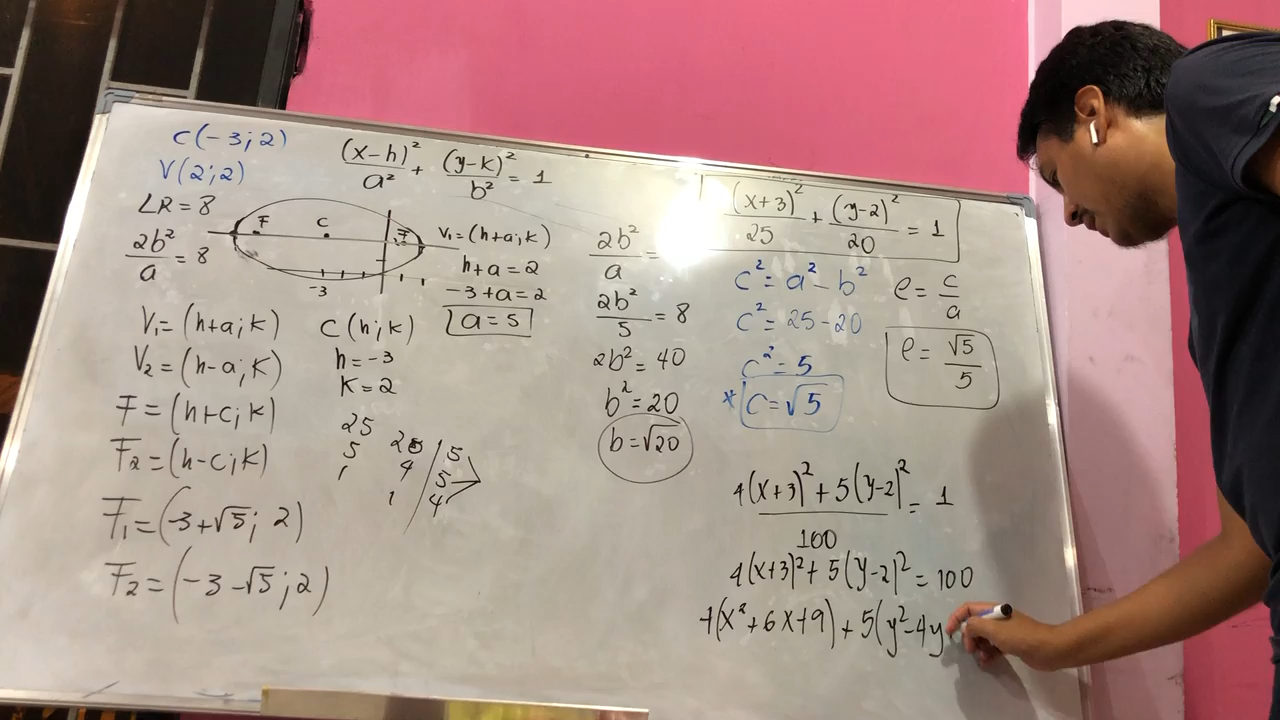 C(-3;2)
V(2;2)
LR = 8
2b²/a = 8
(x-h)²/a² + (y-k)²/b² = 1
F C F
-3
V₁ = (h+a;k)
h+a = 2
-3+a = 2
a = 5
V₁ = (h+a;k)
V₂ = (h-a;k)
F = (h+c;k)
F₂ = (h-c;k)
F₁ = (-3+√5; 2)
F₂ = (-3-√5; 2)
C(h;k)
h = -3
K = 2
25
5
1
20 | 5
4 | 5
1 | 4
2b²/a =
2b²/5 = 8
2b² = 40
b² = 20
b = √20
(x+3)²/25 + (y-2)²/20 = 1
c² = a² - b²
c² = 25 - 20
c² = 5
* C = √5
e = c/a
e = √5/5
4(x+3)² + 5(y-2)²/100 = 1
4(x+3)² + 5(y-2)² = 100
4(x²+6x+9) + 5(y²-4y